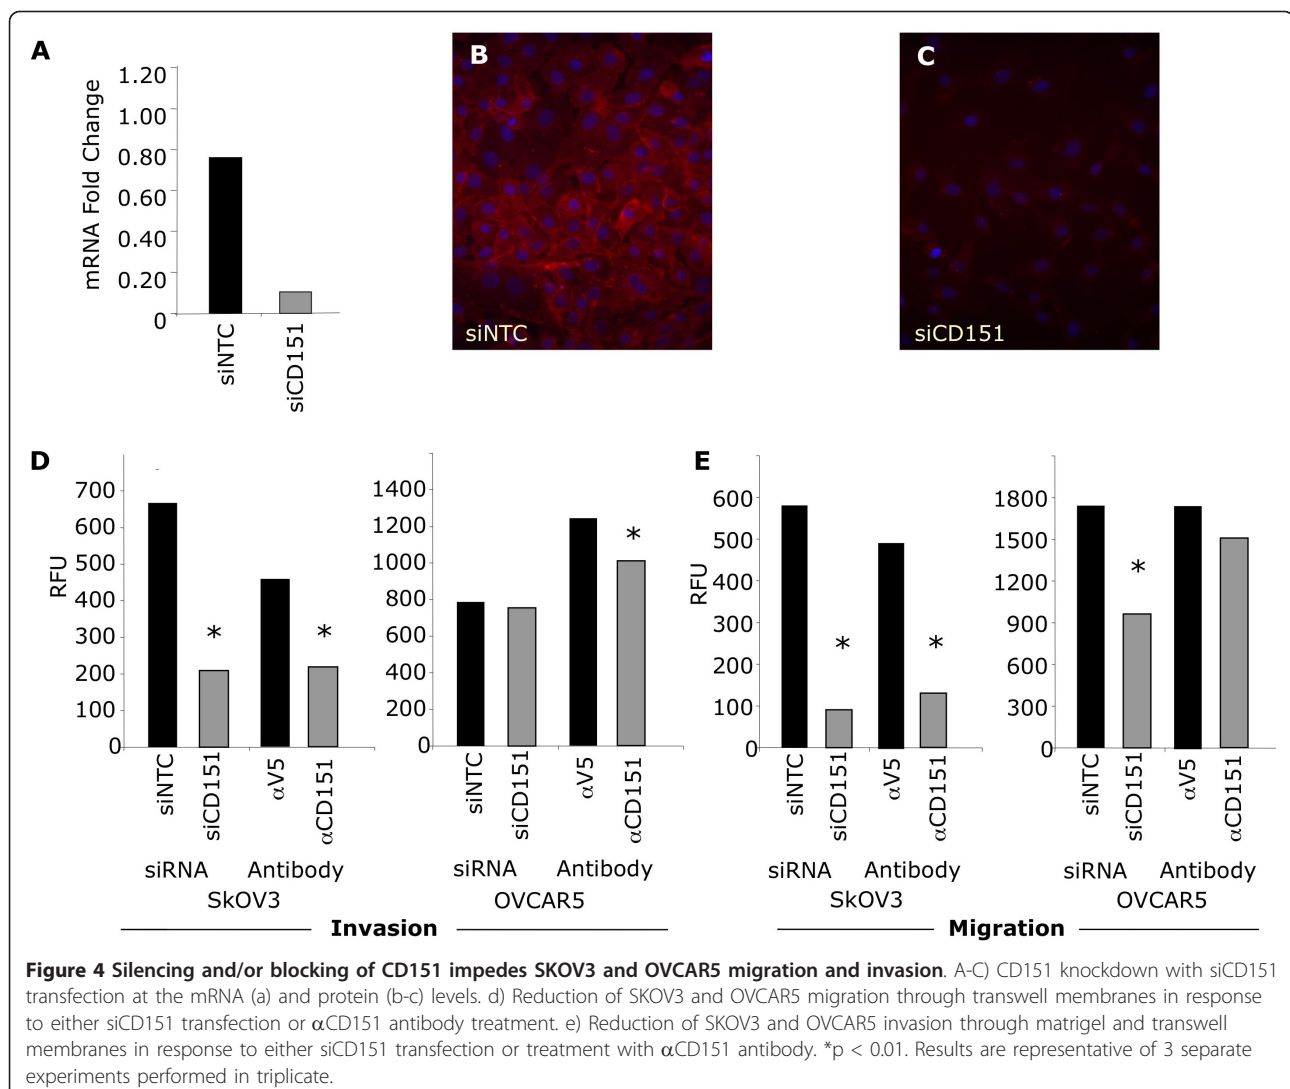 A
mRNA Fold Change
1.20
1.00
0.80
0.60
0.40
0.20
0
siNTC
siCD151
B
siNTC
C
siCD151
D
RFU
700
600
500
400
300
200
100
0
*
*
siNTC
siCD151
αV5
αCD151
siRNA Antibody
SkOV3
1400
1200
1000
800
600
400
200
0
*
siNTC
siCD151
αV5
αCD151
siRNA Antibody
OVCAR5
Invasion
E
RFU
600
500
400
300
200
100
0
*
*
siNTC
siCD151
αV5
αCD151
siRNA Antibody
SkOV3
1800
1500
1200
900
600
300
0
*
siNTC
siCD151
αV5
αCD151
siRNA Antibody
OVCAR5
Migration
Figure 4 Silencing and/or blocking of CD151 impedes SKOV3 and OVCAR5 migration and invasion. A-C) CD151 knockdown with siCD151
transfection at the mRNA (a) and protein (b-c) levels. d) Reduction of SKOV3 and OVCAR5 migration through transwell membranes in response
to either siCD151 transfection or αCD151 antibody treatment. e) Reduction of SKOV3 and OVCAR5 invasion through matrigel and transwell
membranes in response to either siCD151 transfection or treatment with αCD151 antibody. *p < 0.01. Results are representative of 3 separate
experiments performed in triplicate.